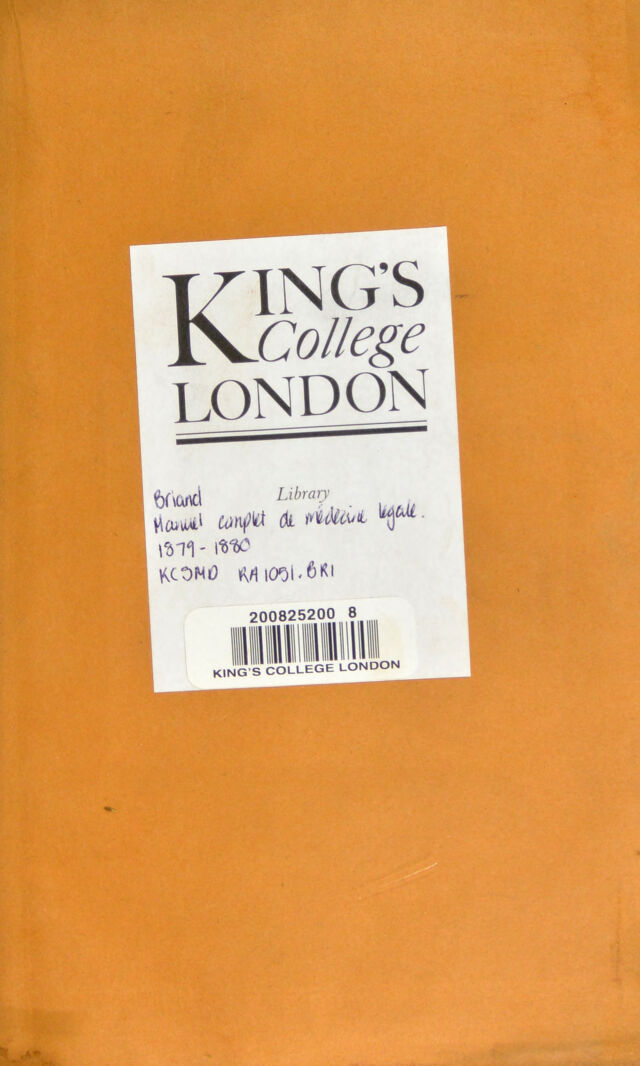 KING'S
College
LONDON
Library
Briand
Manuel complet de médecine légale.
1879-1880
KCSMD RA1051.BRI
200825200 8
KING'S COLLEGE LONDON